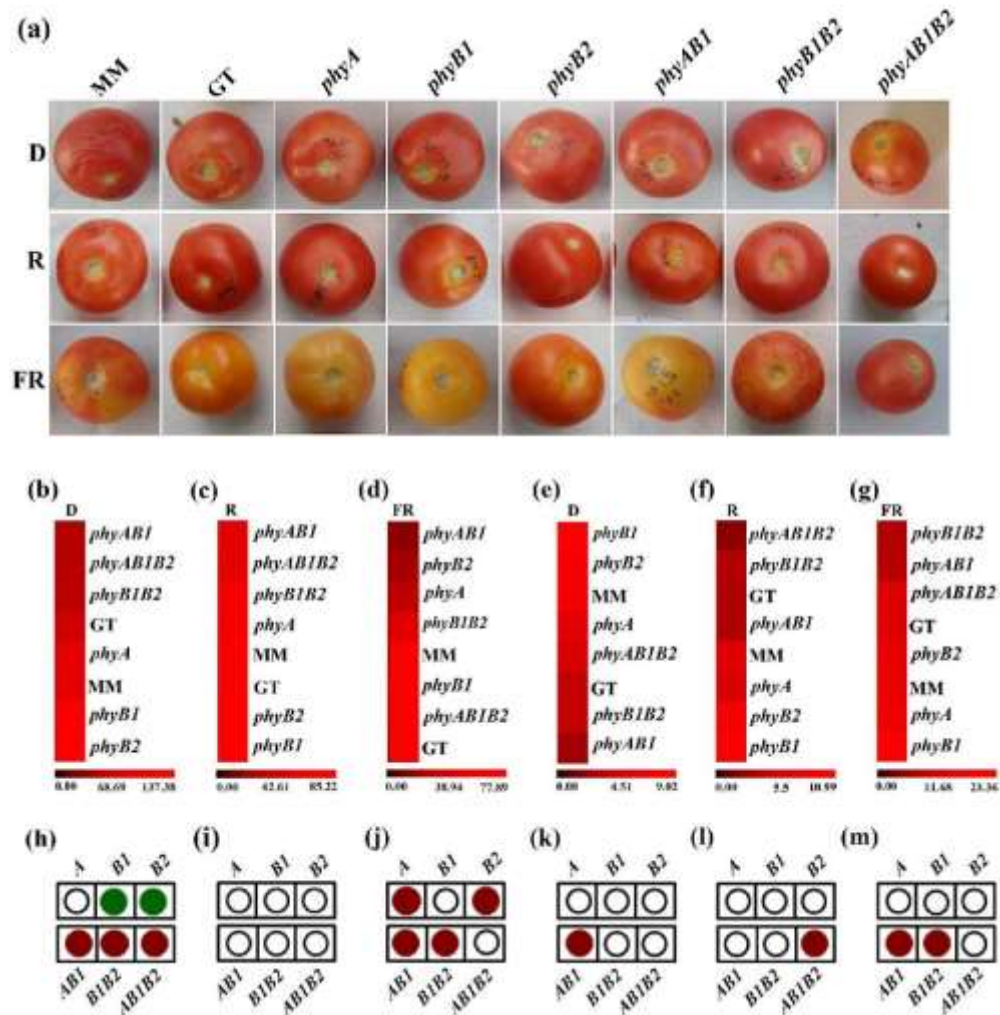 (a)
MM GT phyA phyB1 phyB2 phyAB1 phyB1B2 phyAB1B2
D
R
FR
(b) (c) (d) (e) (f) (g)
D R FR D R FR
phyAB1 phyAB1 phyAB1 phyB1 phyAB1B2 phyB1B2
phyAB1B2 phyAB1B2 phyB2 phyB2 phyB1B2 phyAB1
phyB1B2 phyB1B2 phyA MM GT phyAB1B2
GT phyA phyB1B2 phyA phyAB1 GT
phyA MM MM phyAB1B2 MM phyB2
MM GT phyB1 GT phyA MM
phyB1 phyB2 phyAB1B2 phyB1B2 phyB2 phyA
phyB2 phyB1 GT phyAB1 phyB1 phyB1
0.00 68.69 137.38 0.00 42.61 85.22 0.00 38.94 77.89 0.00 4.51 9.02 0.00 5.5 10.99 0.00 11.68 23.36
(h) (i) (j) (k) (l) (m)
A B1 B2 A B1 B2 A B1 B2 A B1 B2 A B1 B2 A B1 B2
AB1 B1B2 AB1B2 AB1 B1B2 AB1B2 AB1 B1B2 AB1B2 AB1 B1B2 AB1B2 AB1 B1B2 AB1B2 AB1 B1B2 AB1B2